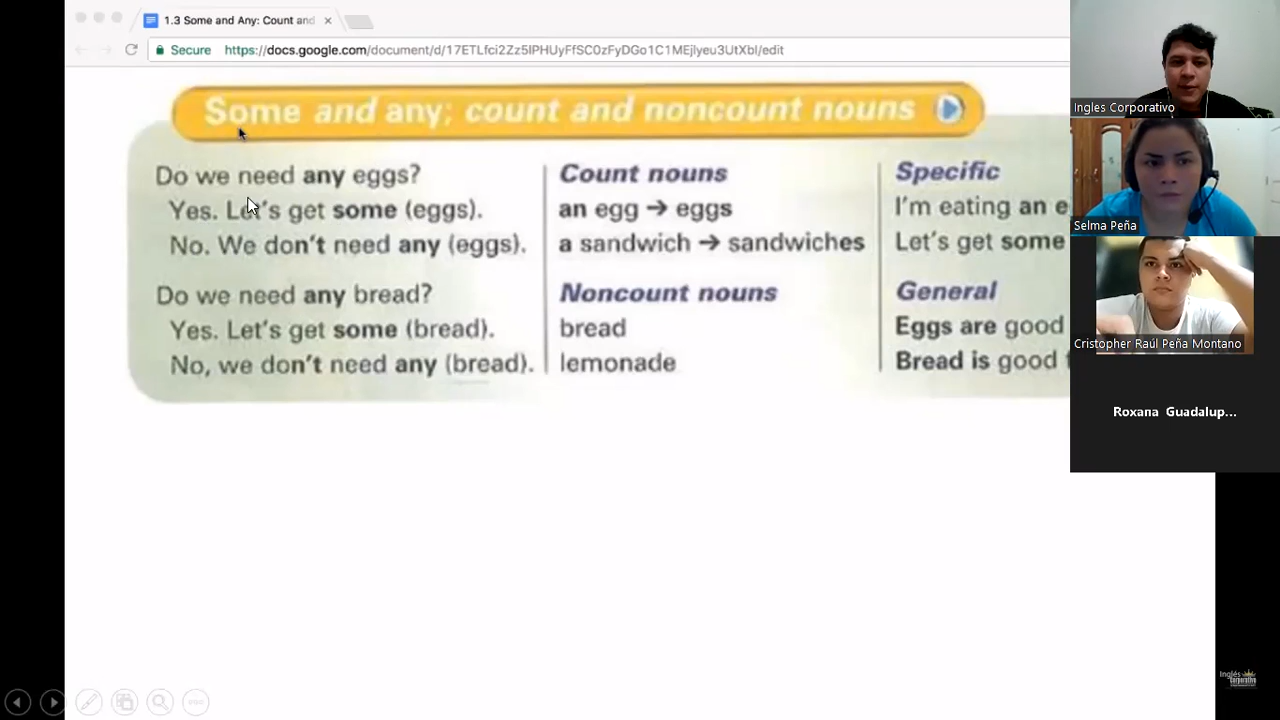 1.3 Some and Any: Count and
Secure
https://docs.google.com/document/d/17ETLfci2Zz5IPHUyFfSC0zFyDGo1C1MEjlyeu3UtXbI/edit
Some and any; count and noncount nouns
Do we need any eggs?
Yes. Let's get some (eggs).
No. We don't need any (eggs).
Do we need any bread?
Yes. Let's get some (bread).
No, we don't need any (bread).
Count nouns
an egg → eggs
a sandwich → sandwiches
Noncount nouns
bread
lemonade
Specific
I'm eating an e
Let's get some
General
Eggs are good
Bread is good
Ingles Corporativo
Selma Peña
Cristopher Raúl Peña Montano
Roxana Guadalup...
Inglés
Corporativo